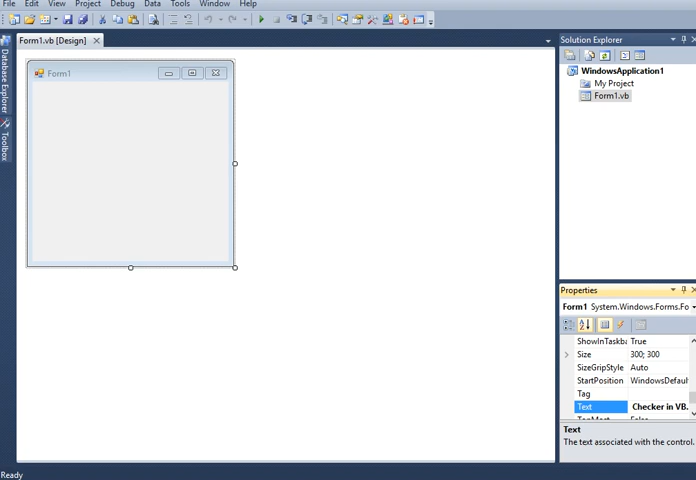 File Edit View Project Debug Data Tools Window Help
Form1.vb [Design]
Database Explorer
Toolbox
Form1
Solution Explorer
WindowsApplication1
My Project
Form1.vb
Properties
Form1 System.Windows.Forms.Fo
ShowInTaskba True
Size 300; 300
SizeGripStyle Auto
StartPosition WindowsDefaul
Tag
Text Checker in VB.
TopMost False
Text
The text associated with the control.
Ready